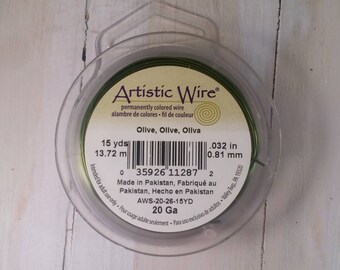 Artistic Wire®
permanently colored wire
alambre de colores - fil de couleur
Olive, Olive, Oliva
15 yds
13.72 m
.032 in
0.81 mm
0 35926 11287 2
Made in Pakistan, Fabriqué au
Pakistan, Hecho en Pakistan
AWS-20-26-15YD
20 Ga